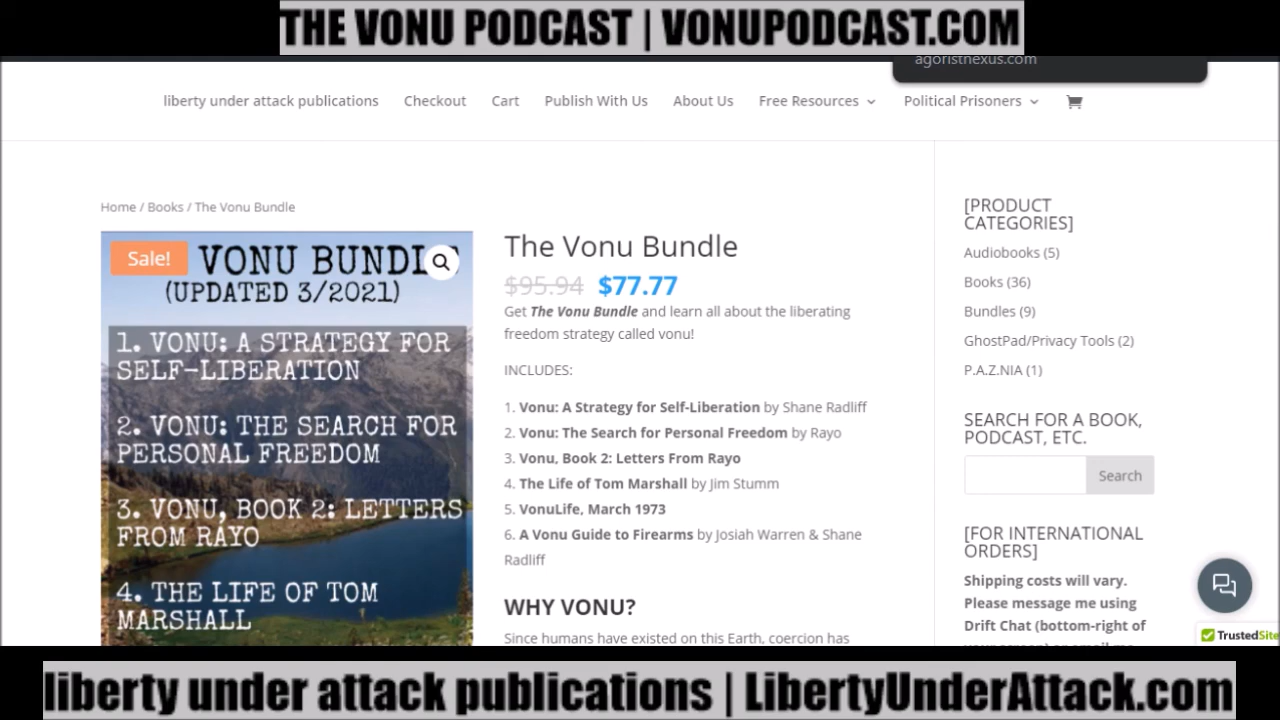 THE VONU PODCAST | VONUPODCAST.COM
agoristnexus.com
liberty under attack publications Checkout Cart Publish With Us About Us Free Resources Political Prisoners
Home / Books / The Vonu Bundle
Sale!
VONU BUNDLE
(UPDATED 3/2021)
1. VONU: A STRATEGY FOR
SELF-LIBERATION
2. VONU: THE SEARCH FOR
PERSONAL FREEDOM
3. VONU, BOOK 2: LETTERS
FROM RAYO
4. THE LIFE OF TOM
MARSHALL
The Vonu Bundle
$95.94 $77.77
Get The Vonu Bundle and learn all about the liberating
freedom strategy called vonu!
INCLUDES:
1. Vonu: A Strategy for Self-Liberation by Shane Radliff
2. Vonu: The Search for Personal Freedom by Rayo
3. Vonu, Book 2: Letters From Rayo
4. The Life of Tom Marshall by Jim Stumm
5. VonuLife, March 1973
6. A Vonu Guide to Firearms by Josiah Warren & Shane
Radliff
WHY VONU?
Since humans have existed on this Earth, coercion has
[PRODUCT
CATEGORIES]
Audiobooks (5)
Books (36)
Bundles (9)
GhostPad/Privacy Tools (2)
P.A.Z.NIA (1)
SEARCH FOR A BOOK,
PODCAST, ETC.
Search
[FOR INTERNATIONAL
ORDERS]
Shipping costs will vary.
Please message me using
Drift Chat (bottom-right of
TrustedSite
liberty under attack publications | LibertyUnderAttack.com